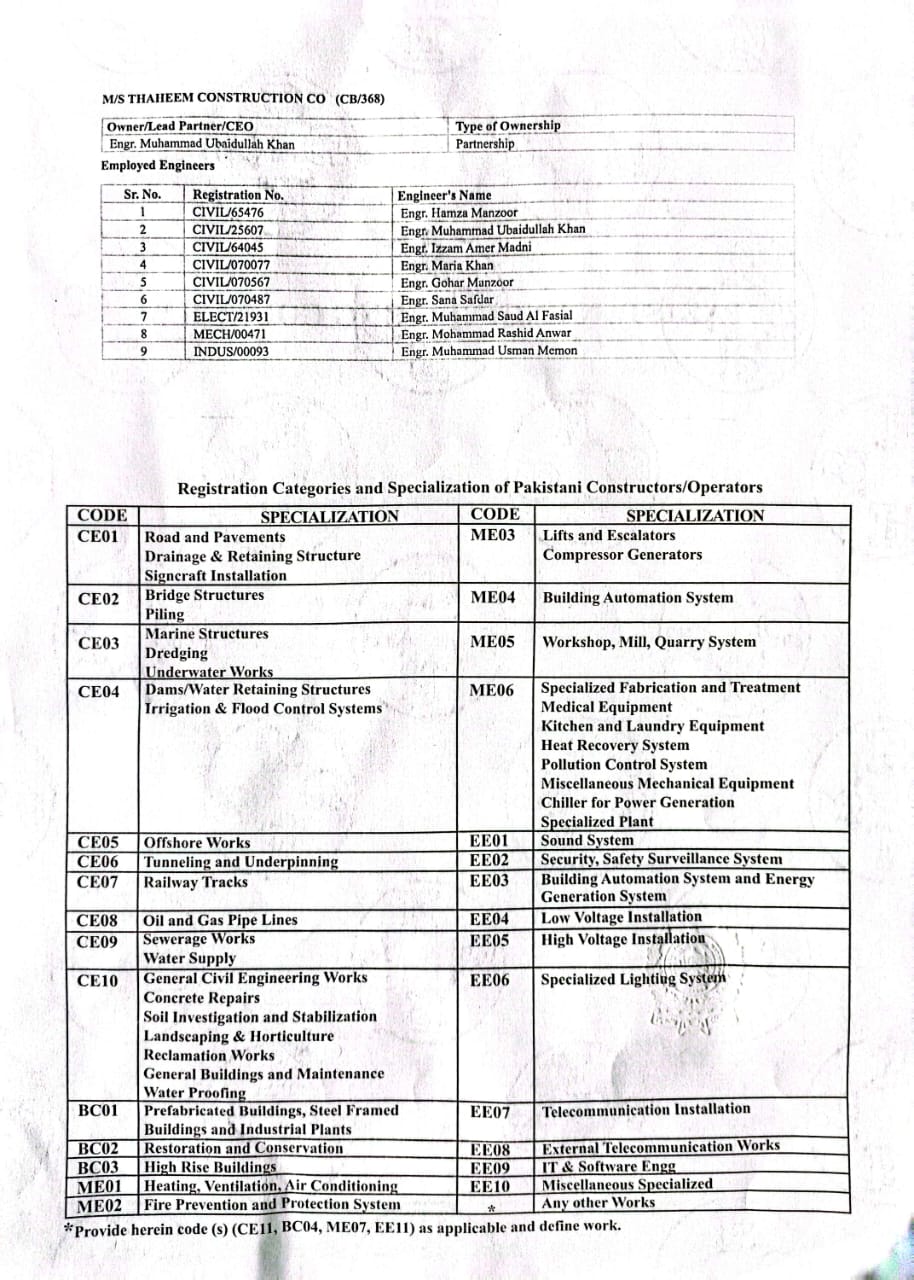 M/S THAHEEM CONSTRUCTION CO (CB/368)
Owner/Lead Partner/CEO Type of Ownership
Engr. Muhammad Ubaidullah Khan Partnership
Employed Engineers
Sr. No. Registration No. Engineer's Name
1 CIVIL/65476 Engr. Hamza Manzoor
2 CIVIL/25607 Engr. Muhammad Ubaidullah Khan
3 CIVIL/64045 Engr. Izzam Amer Madni
4 CIVIL/070077 Engr. Maria Khan
5 CIVIL/070567 Engr. Gohar Manzoor
6 CIVIL/070487 Engr. Sana Safdar
7 ELECT/21931 Engr. Muhammad Saud Al Fasial
8 MECH/00471 Engr. Mohammad Rashid Anwar
9 INDUS/00093 Engr. Muhammad Usman Memon
Registration Categories and Specialization of Pakistani Constructors/Operators
CODE SPECIALIZATION CODE SPECIALIZATION
CE01 Road and Pavements ME03 Lifts and Escalators
Drainage & Retaining Structure Compressor Generators
Signcraft Installation
CE02 Bridge Structures ME04 Building Automation System
Piling
CE03 Marine Structures ME05 Workshop, Mill, Quarry System
Dredging
Underwater Works
CE04 Dams/Water Retaining Structures ME06 Specialized Fabrication and Treatment
Irrigation & Flood Control Systems Medical Equipment
Kitchen and Laundry Equipment
Heat Recovery System
Pollution Control System
Miscellaneous Mechanical Equipment
Chiller for Power Generation
Specialized Plant
CE05 Offshore Works EE01 Sound System
CE06 Tunneling and Underpinning EE02 Security, Safety Surveillance System
CE07 Railway Tracks EE03 Building Automation System and Energy
Generation System
CE08 Oil and Gas Pipe Lines EE04 Low Voltage Installation
CE09 Sewerage Works EE05 High Voltage Installation
Water Supply
CE10 General Civil Engineering Works EE06 Specialized Lighting System
Concrete Repairs
Soil Investigation and Stabilization
Landscaping & Horticulture
Reclamation Works
General Buildings and Maintenance
Water Proofing
BC01 Prefabricated Buildings, Steel Framed EE07 Telecommunication Installation
Buildings and Industrial Plants
BC02 Restoration and Conservation EE08 External Telecommunication Works
BC03 High Rise Buildings EE09 IT & Software Engg
ME01 Heating, Ventilation, Air Conditioning EE10 Miscellaneous Specialized
ME02 Fire Prevention and Protection System * Any other Works
*Provide herein code (s) (CE11, BC04, ME07, EE11) as applicable and define work.